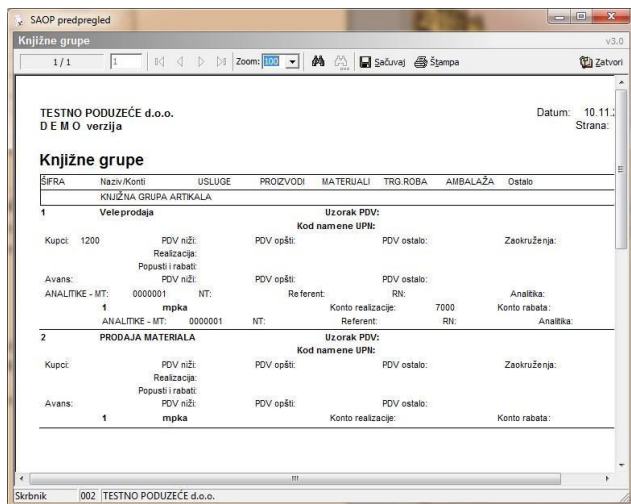 SAOP predpregled
Knjižne grupe v3.0
1 / 1 1 Zoom: 100 Sačuvaj Štampa Zatvori
TESTNO PODUZEĆE d.o.o. Datum: 10.11.
D E M O verzija Strana:
Knjižne grupe
ŠIFRA Naziv/Konti USLUGE PROIZVODI MATERIJALI TRG.ROBA AMBALAŽA Ostalo
KNJIŽNA GRUPA ARTIKALA
1 Veleprodaja Uzorak PDV:
Kod namene UPN:
Kupci: 1200 PDV niži: PDV opšti: PDV ostalo: Zaokruženja:
Realizacija:
Popusti i rabati:
Avans: PDV niži: PDV opšti: PDV ostalo:
ANALITIKE - MT: 0000001 NT: Referent: RN: Analitika:
1 mpka Konto realizacije: 7000 Konto rabata:
ANALITIKE - MT: 0000001 NT: Referent: RN: Analitika:
2 PRODAJA MATERIALA Uzorak PDV:
Kod namene UPN:
Kupci: PDV niži: PDV opšti: PDV ostalo: Zaokruženja:
Realizacija:
Popusti i rabati:
Avans: PDV niži: PDV opšti: PDV ostalo:
1 mpka Konto realizacije: Konto rabata:
Skrbnik 002 TESTNO PODUZEĆE d.o.o.